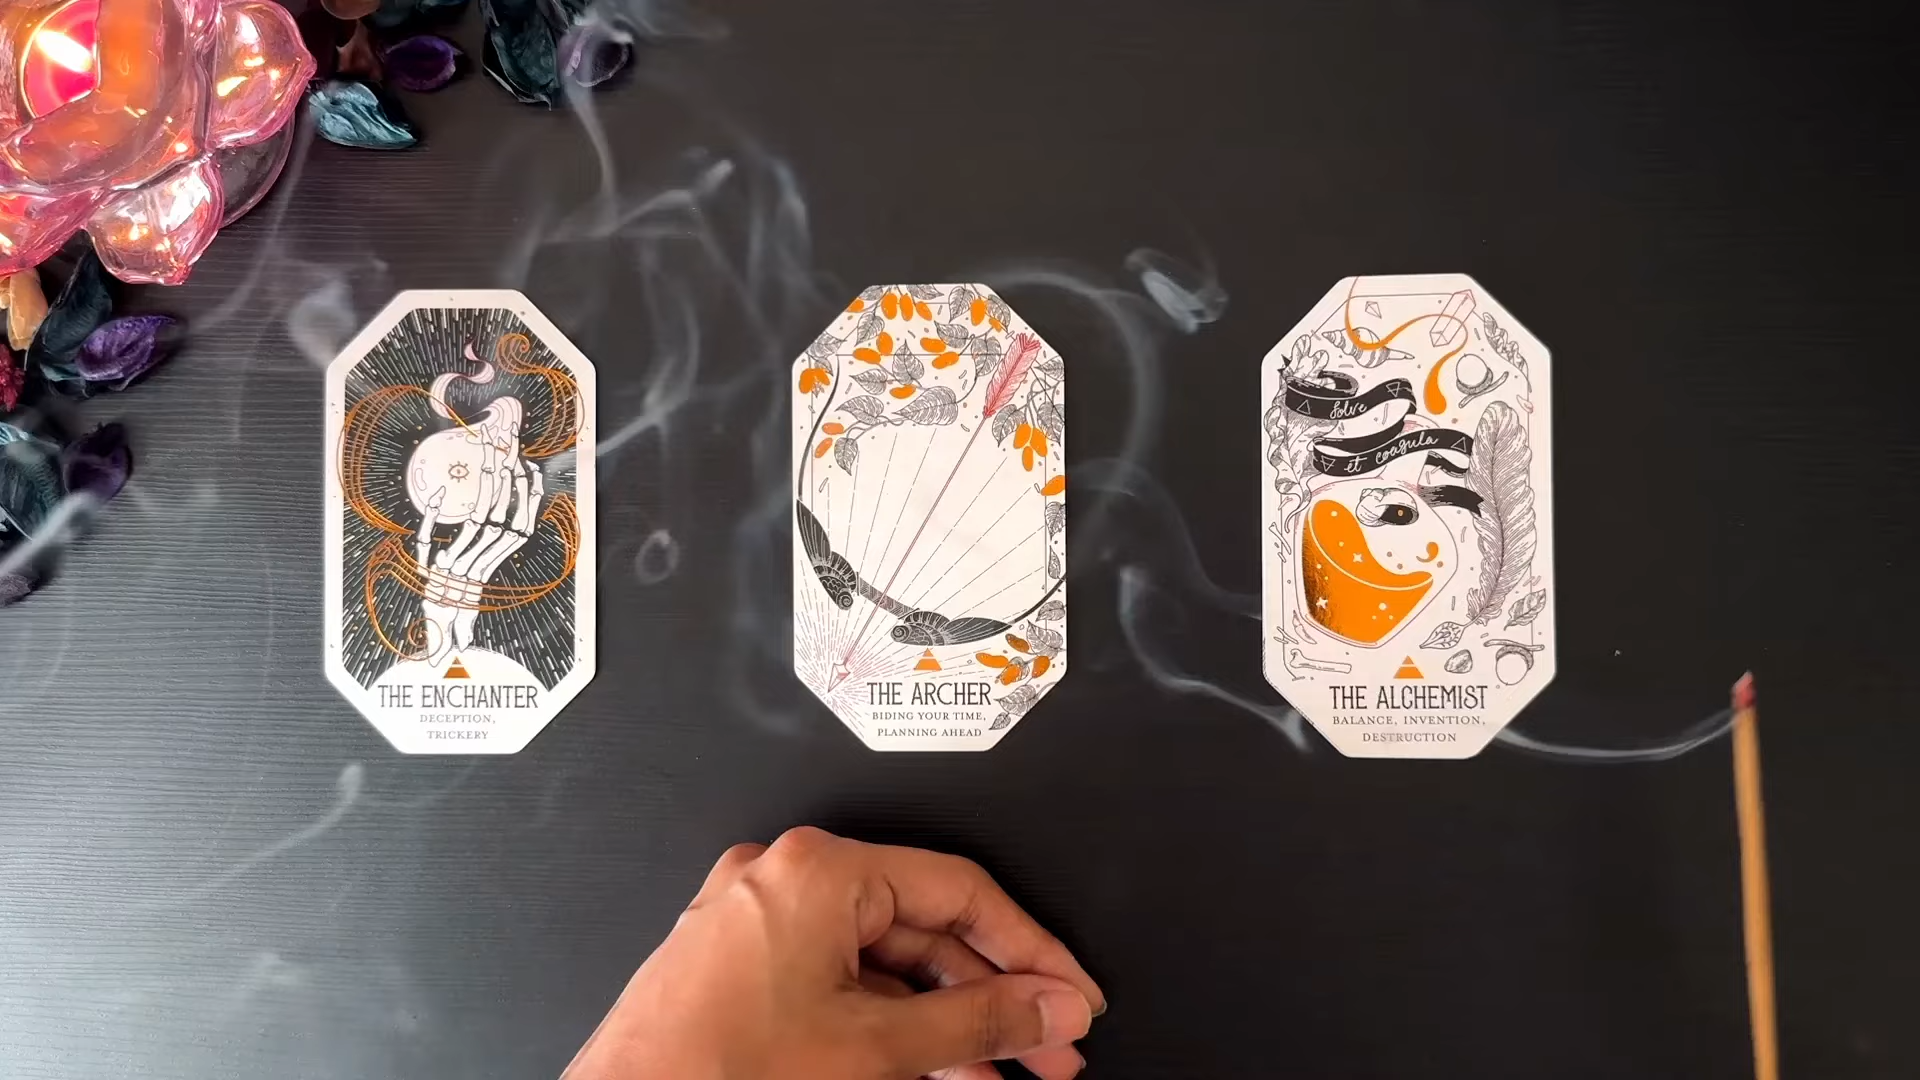 THE ENCHANTER
DECEPTION,
TRICKERY
THE ARCHER
BIDING YOUR TIME,
PLANNING AHEAD
Solve
et coagula
THE ALCHEMIST
BALANCE, INVENTION,
DESTRUCTION